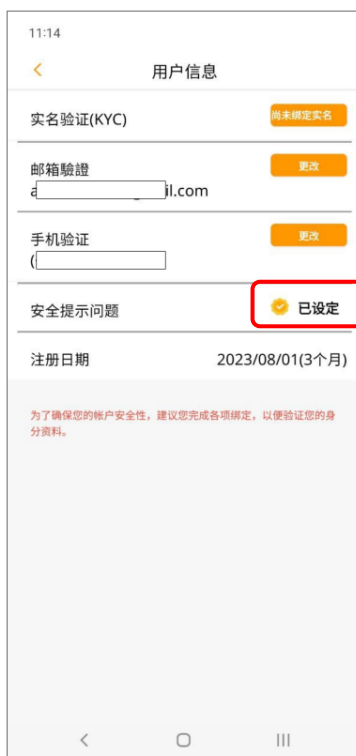 11:14
用户信息
实名验证(KYC)
尚未绑定实名
邮箱驗證
更改
a il.com
手机验证
更改
(
安全提示问题
已设定
注册日期
2023/08/01(3个月)
为了确保您的帐户安全性，建议您完成各项绑定，以便验证您的身
分资料。